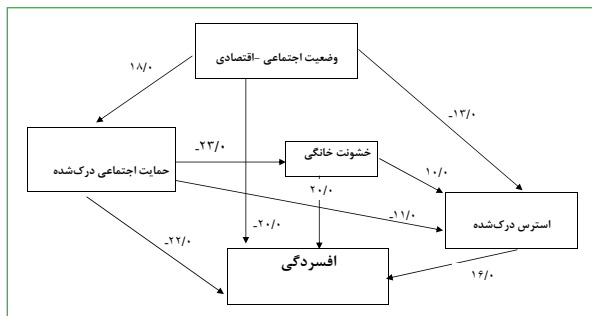 وضعیت اجتماعی -اقتصادی
۱۸/۰
-۱۳/۰
-۲۳/۰
خشونت خانگی
حمایت اجتماعی درک‌شده
۱۰/۰
۲۰/۰
-۱۱/۰
استرس درک‌شده
-۲۰/۰
-۲۲/۰
افسردگی
۱۶/۰